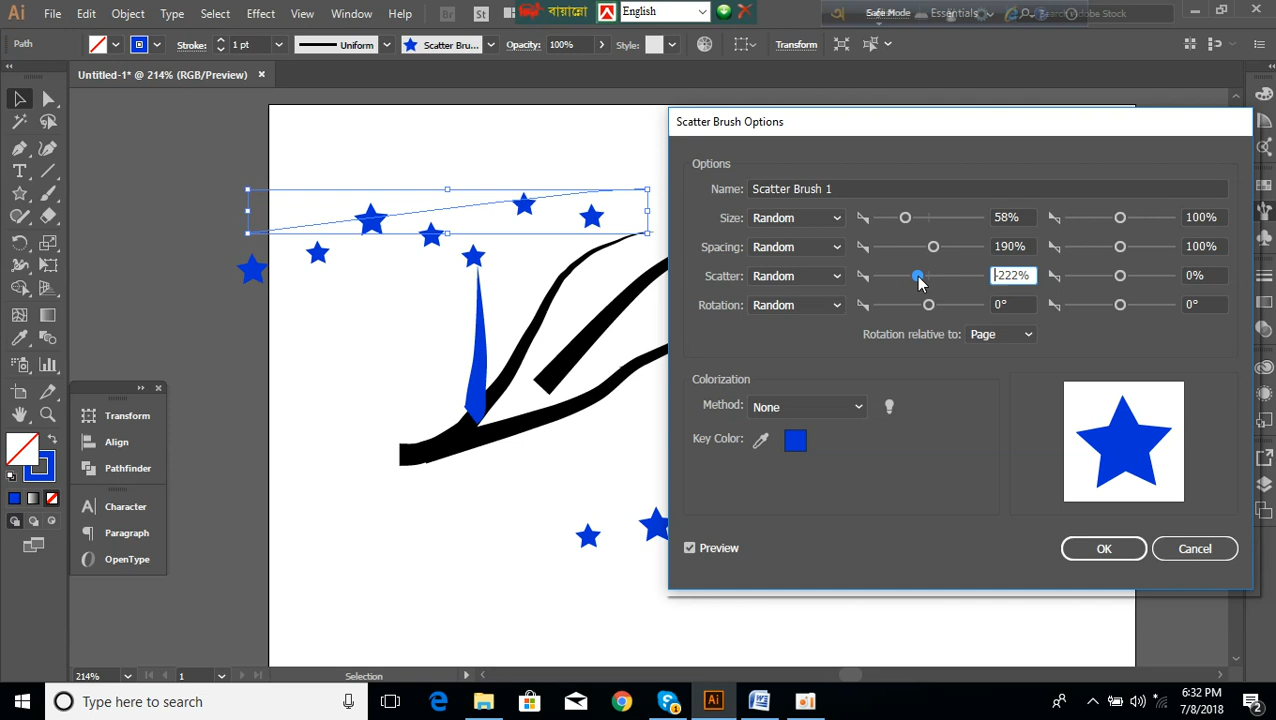 Ai File Edit Object Type Select Effect View Window Help Br St বায়ান্নো English Safe Mode Adobe Stock
Path Stroke: 1 pt Uniform Scatter Bru... Opacity: 100% Style: Transform
Untitled-1* @ 214% (RGB/Preview)
Scatter Brush Options
Options
Name: Scatter Brush 1
Size: Random 58% 100%
Spacing: Random 190% 100%
Scatter: Random -222% 0%
Rotation: Random 0° 0°
Rotation relative to: Page
Transform
Align
Pathfinder
Character
Paragraph
OpenType
Colorization
Method: None
Key Color:
Preview
OK Cancel
214% 1 Selection
Type here to search
6:32 PM
7/8/2018
2